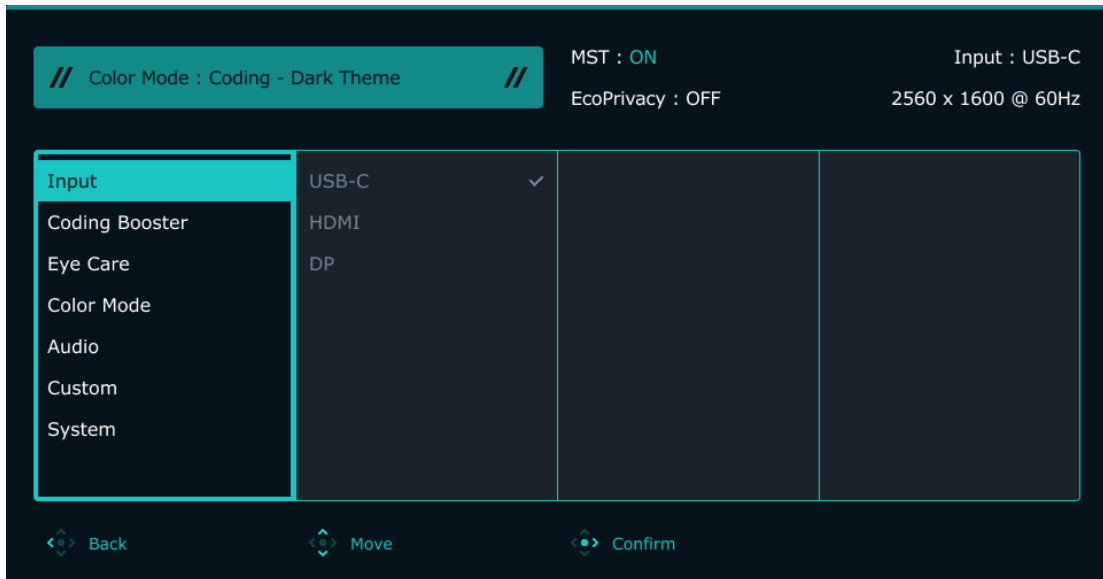 Color Mode : Coding - Dark Theme
MST : ON
Input : USB-C
EcoPrivacy : OFF
2560 x 1600 @ 60Hz
Input
USB-C
Coding Booster
HDMI
Eye Care
DP
Color Mode
Audio
Custom
System
Back
Move
Confirm